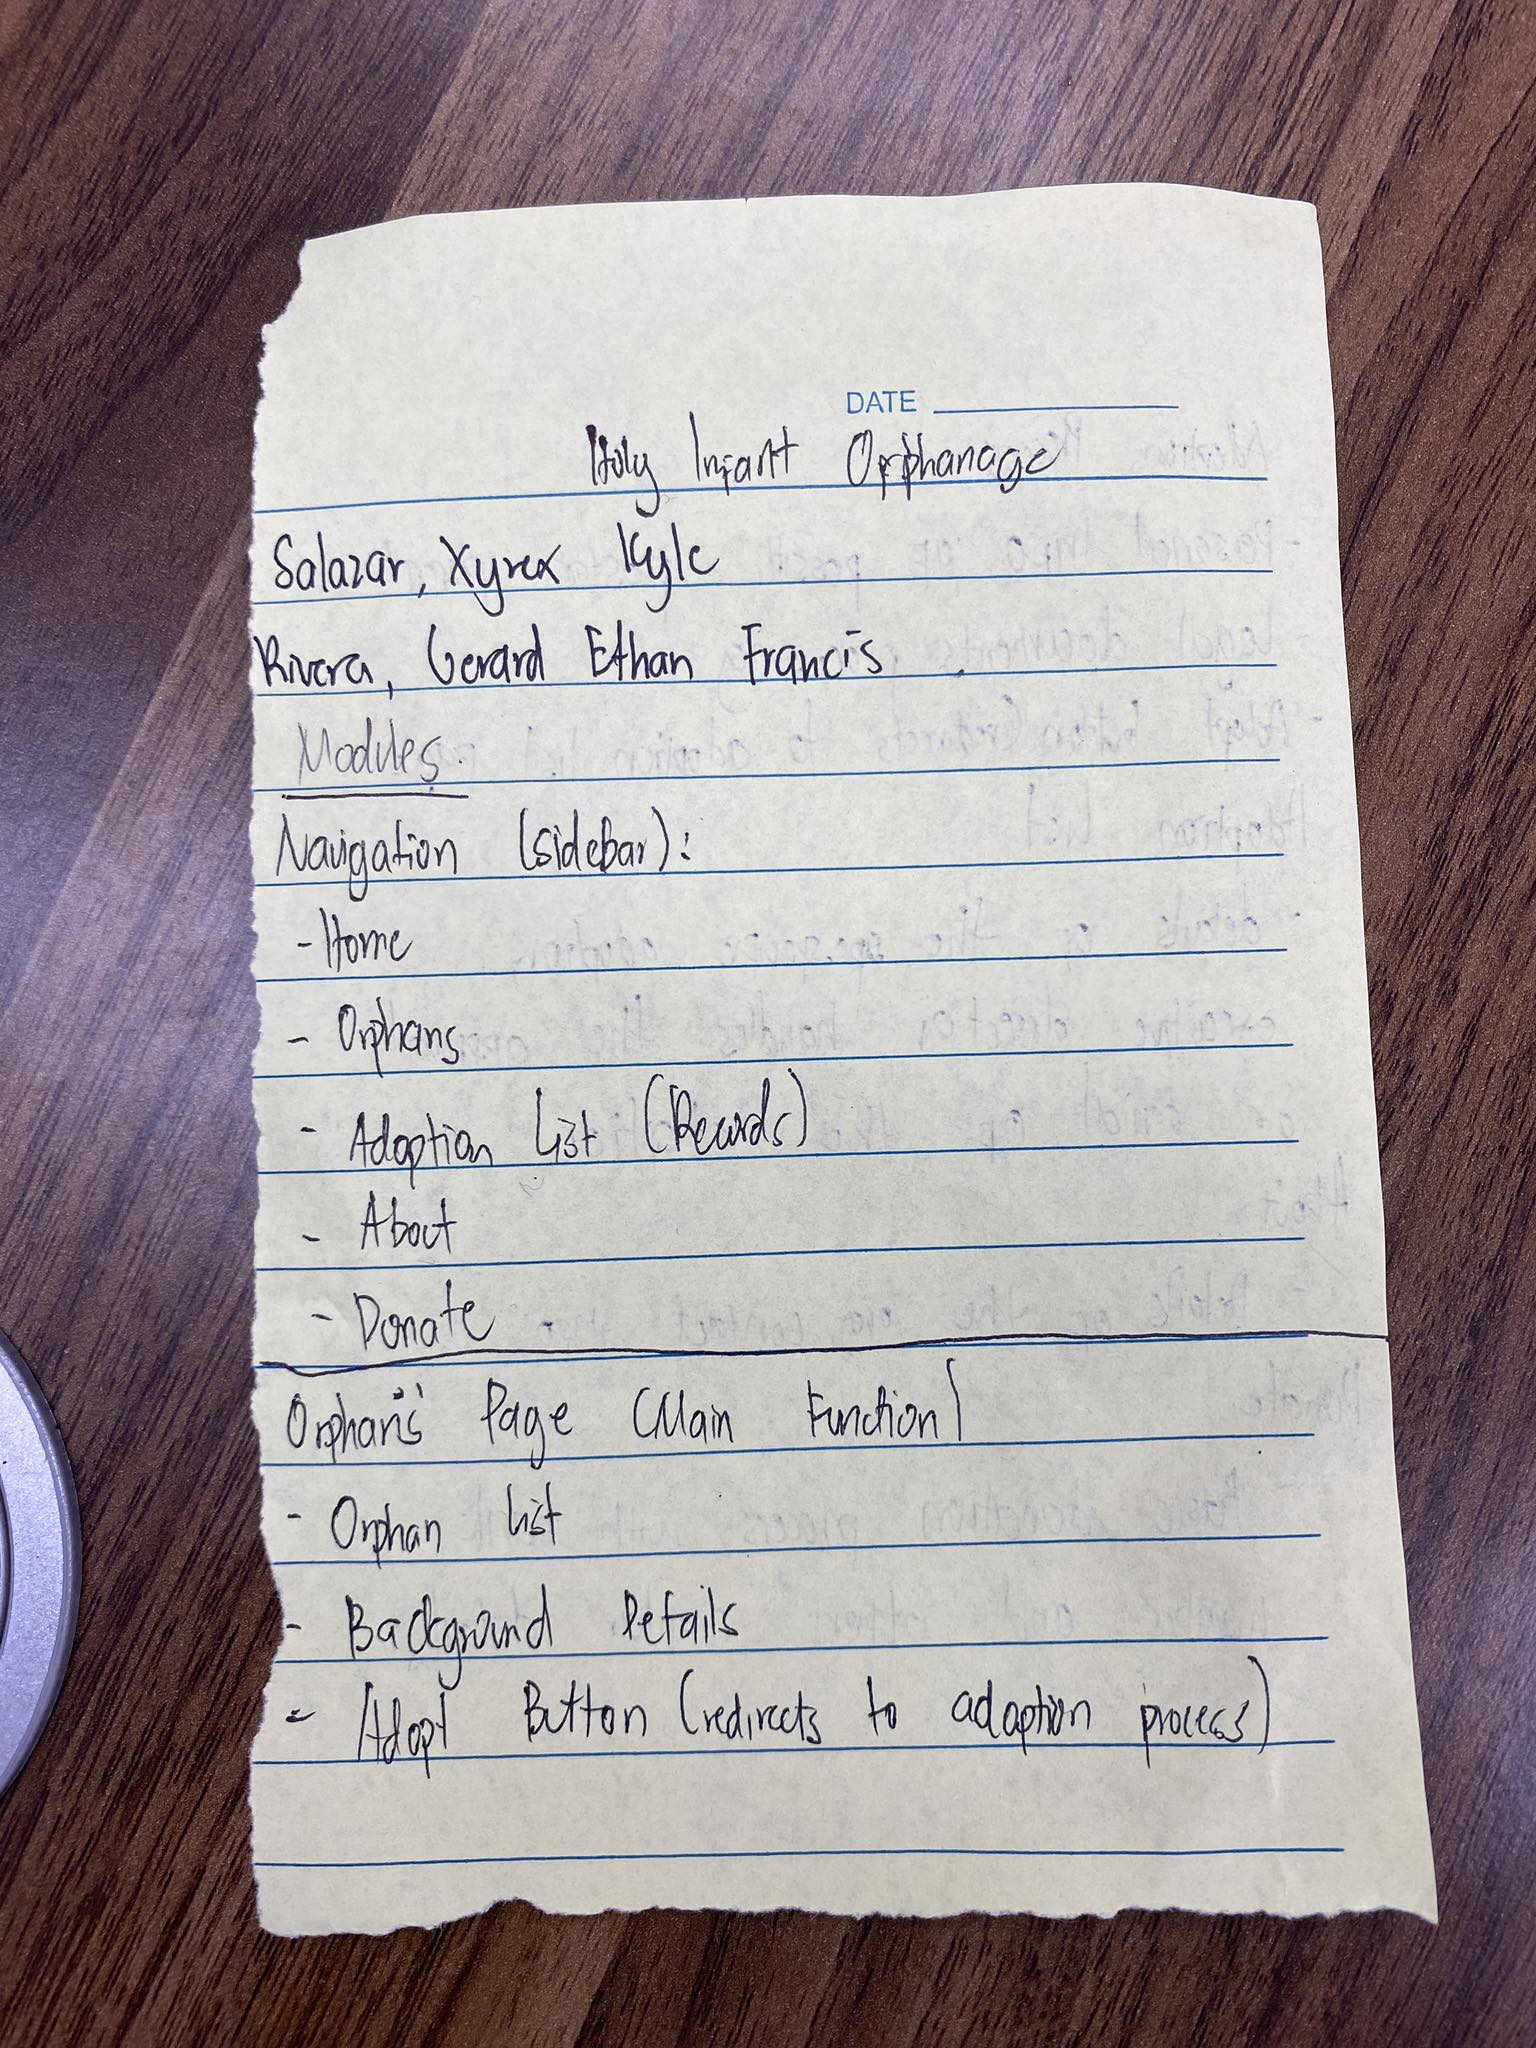 DATE
Holy Infant Orphanage
Salazar, Xyrex Kyle
Rivera, Gerard Ethan Francis
Modules
Navigation (sidebar):
- Home
- Orphans
- Adoption List (Records)
- About
- Donate
Orphan's' Page (Main Function)
- Orphan List
- Background Details
- Adopt Button (redirects to adoption process)